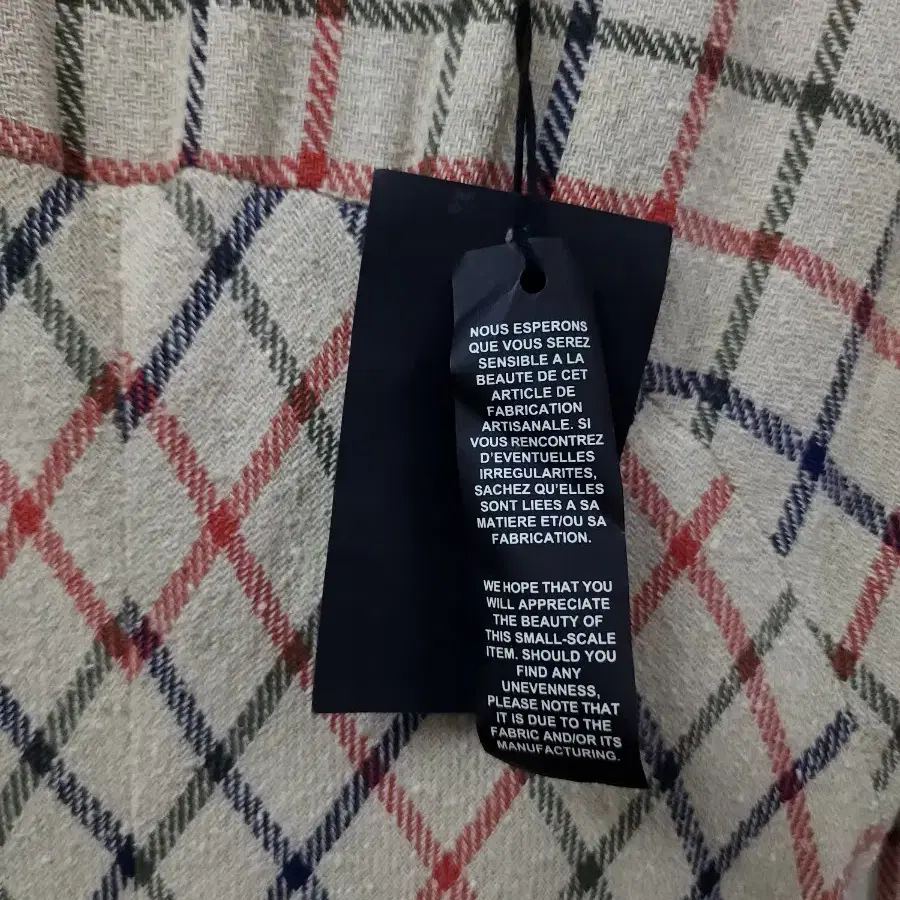 NOUS ESPERONS
QUE VOUS SEREZ
SENSIBLE A LA
BEAUTE DE CET
ARTICLE DE
FABRICATION
ARTISANALE. SI
VOUS RENCONTREZ
D'EVENTUELLES
IRREGULARITES,
SACHEZ QU'ELLES
SONT LIEES A SA
MATIERE ET/OU SA
FABRICATION.
WE HOPE THAT YOU
WILL APPRECIATE
THE BEAUTY OF
THIS SMALL-SCALE
ITEM. SHOULD YOU
FIND ANY
UNEVENNESS,
PLEASE NOTE THAT
IT IS DUE TO THE
FABRIC AND/OR ITS
MANUFACTURING.